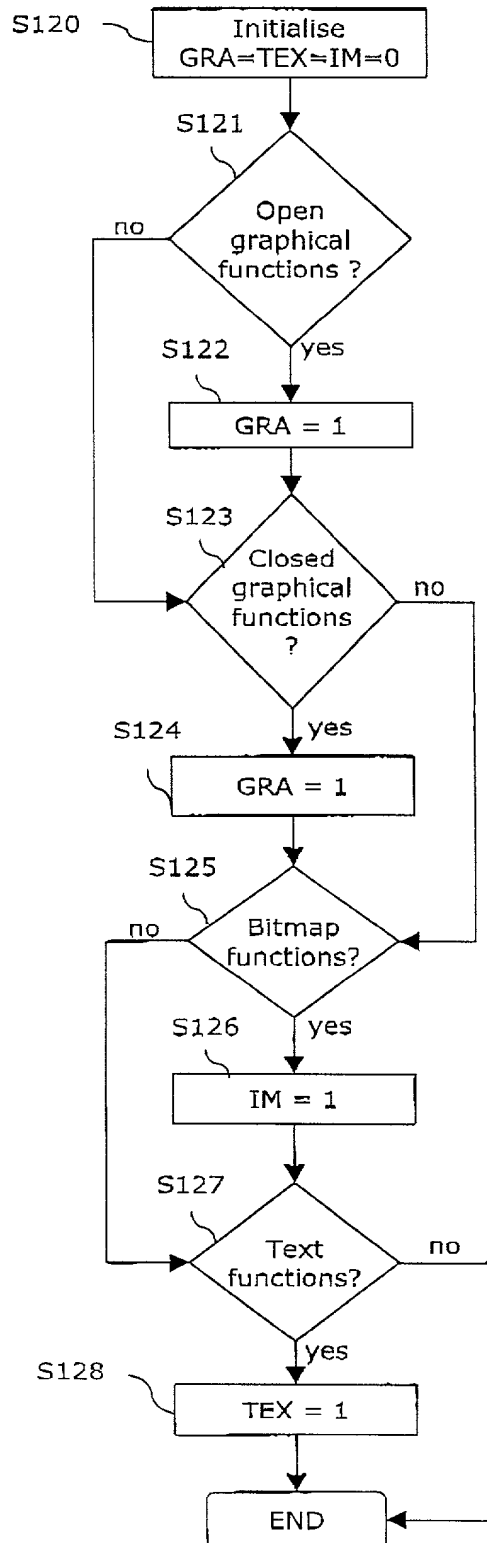 S120
Initialise
GRA=TEX=IM=0
S121
Open
graphical
functions ?
no
yes
S122
GRA = 1
S123
Closed
graphical
functions
?
no
yes
S124
GRA = 1
S125
Bitmap
functions?
no
yes
S126
IM = 1
S127
Text
functions?
no
yes
S128
TEX = 1
END